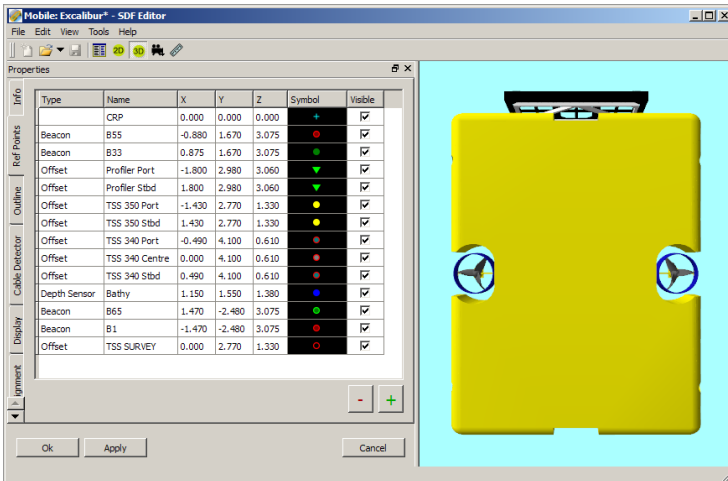 Mobile: Excalibur* - SDF Editor
File Edit View Tools Help
2D 3D
Properties
Info
Ref Points
Outline
Cable Detector
Display
ignment
Type Name X Y Z Symbol Visible
CRP 0.000 0.000 0.000
Beacon B55 -0.880 1.670 3.075
Beacon B33 0.875 1.670 3.075
Offset Profiler Port -1.800 2.980 3.060
Offset Profiler Stbd 1.800 2.980 3.060
Offset TSS 350 Port -1.430 2.770 1.330
Offset TSS 350 Stbd 1.430 2.770 1.330
Offset TSS 340 Port -0.490 4.100 0.610
Offset TSS 340 Centre 0.000 4.100 0.610
Offset TSS 340 Stbd 0.490 4.100 0.610
Depth Sensor Bathy 1.150 1.550 1.380
Beacon B65 1.470 -2.480 3.075
Beacon B1 -1.470 -2.480 3.075
Offset TSS SURVEY 0.000 2.770 1.330
- +
Ok Apply Cancel